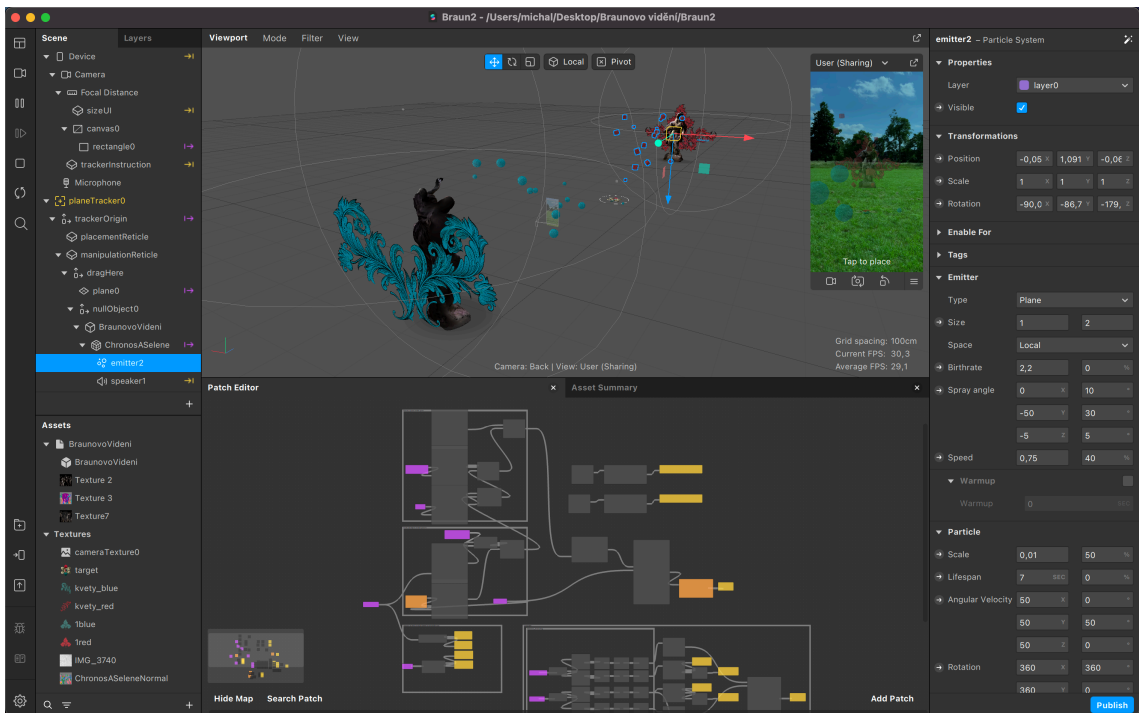 Braun2 - /Users/michal/Desktop/Braunovo vidění/Braun2
Scene Layers
Device
Camera
Focal Distance
sizeUI
canvas0
rectangle0
trackerInstruction
Microphone
planeTracker0
trackerOrigin
placementReticle
manipulationReticle
dragHere
plane0
nullObject0
BraunovoVideni
ChronosASelene
emitter2
speaker1
+
Assets
BraunovoVideni
BraunovoVideni
Texture 2
Texture 3
Texture7
Textures
cameraTexture0
target
kvety_blue
kvety_red
1blue
1red
IMG_3740
ChronosASeleneNormal
+
Viewport Mode Filter View
Local Pivot
User (Sharing)
Tap to place
Grid spacing: 100cm
Current FPS: 30,3
Camera: Back | View: User (Sharing) Average FPS: 29,1
Patch Editor × Asset Summary ×
Hide Map Search Patch Add Patch
emitter2 – Particle System
Properties
Layer layer0
Visible
Transformations
Position -0,05 X 1,091 Y -0,06 Z
Scale 1 X 1 Y 1 Z
Rotation -90,0 X -86,7 Y -179, Z
Enable For
Tags
Emitter
Type Plane
Size 1 2
Space Local
Birthrate 2,2 0 %
Spray angle 0 X 10 °
-50 Y 30 °
-5 Z 5 °
Speed 0,75 40 %
Warmup
Warmup 0 SEC
Particle
Scale 0,01 50 %
Lifespan 7 SEC 0 %
Angular Velocity 50 X 0 °
50 Y 50 °
50 Z 0 °
Rotation 360 X 360 °
360 Y 0 °
Publish